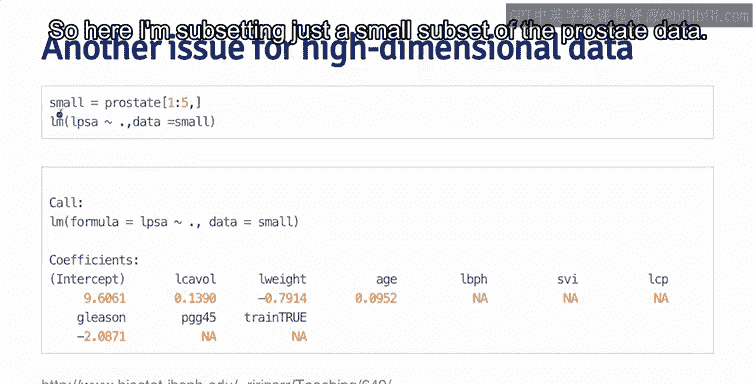 So here I'm subsetting just a small subset of the prostate data.
Another issue for high-dimensional data
small = prostate[1:5,]
lm(lpsa ~ .,data =small)
Call:
lm(formula = lpsa ~ ., data = small)
Coefficients:
(Intercept) lcavol lweight age lbph svi lcp
9.6061 0.1390 -0.7914 0.0952 NA NA NA
gleason pgg45 trainTRUE
-2.0871 NA NA